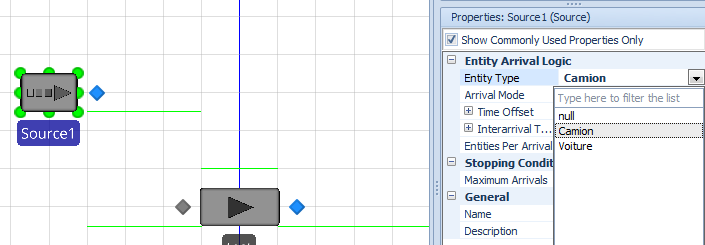 Source1
Properties: Source1 (Source)
Show Commonly Used Properties Only
Entity Arrival Logic
Entity Type Camion
Arrival Mode
Type here to filter the list
Time Offset
null
Interarrival T...
Camion
Entities Per Arrival
Voiture
Stopping Condit
Maximum Arrivals
General
Name
Description